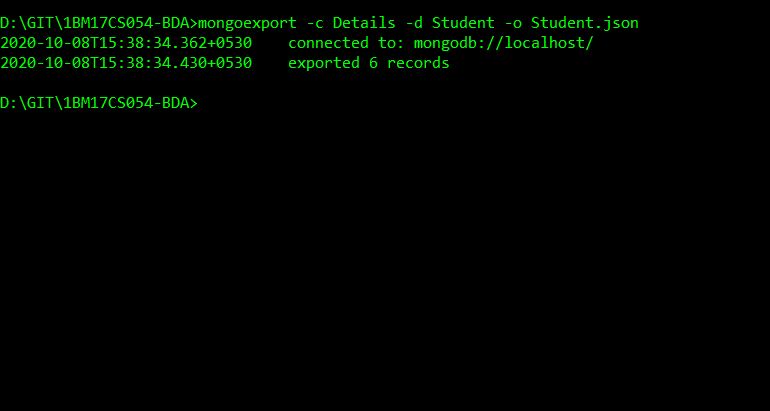 D:\GIT\1BM17CS054-BDA>mongoexport -c Details -d Student -o Student.json
2020-10-08T15:38:34.362+0530    connected to: mongodb://localhost/
2020-10-08T15:38:34.430+0530    exported 6 records
D:\GIT\1BM17CS054-BDA>